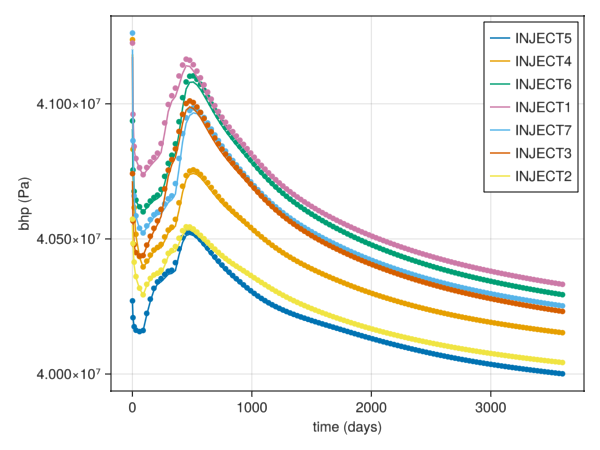 INJECT5
INJECT4
INJECT6
INJECT1
INJECT7
INJECT3
INJECT2
4.100×10⁷
4.050×10⁷
4.000×10⁷
bhp (Pa)
0 1000 2000 3000
time (days)